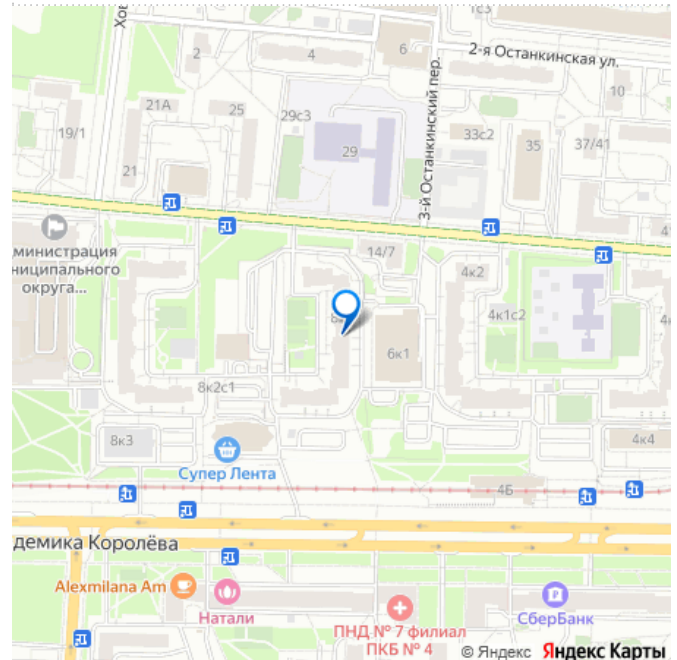 1с3
6
2-я Останкинская ул.
2
4
3-й Останкинский пер.
10
21А
25
29с3
19/1
33с2
35
37/41
29
21
министрация
ниципального
округа...
14/7
4к2
4к1с2
6к1
8к2с1
8к3
4к4
Супер Лента
4Б
демика Королёва
Alexmilana Am
Натали
ПНД № 7 филиал
ПКБ № 4
СберБанк
© Яндекс Яндекс Карты